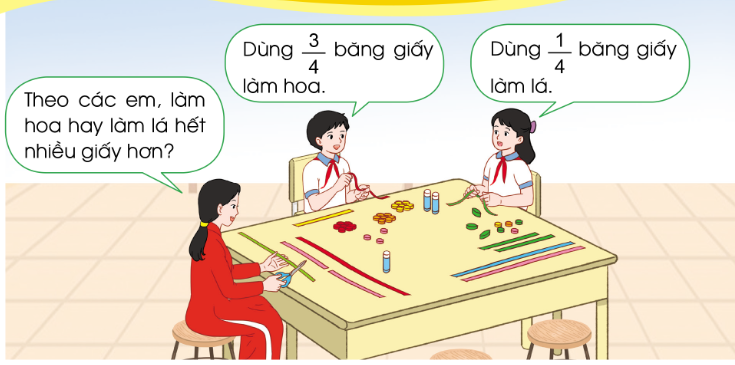 Dùng 3/4 băng giấy
làm hoa.
Dùng 1/4 băng giấy
làm lá.
Theo các em, làm
hoa hay làm lá hết
nhiều giấy hơn?